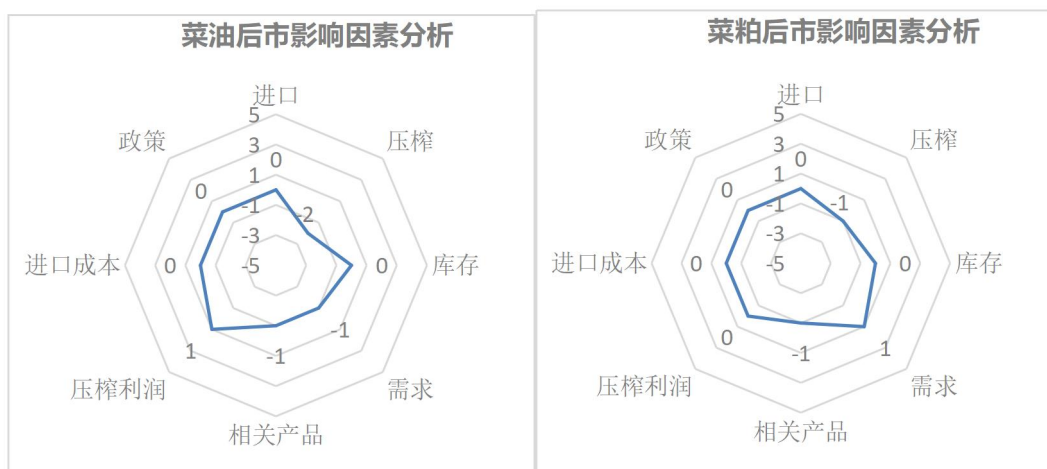 菜油后市影响因素分析
进口
5
政策
压榨
3
0
0
1
-2
-1
-3
进口成本
0
-5
0
库存
1
-1
-1
压榨利润
需求
相关产品
菜粕后市影响因素分析
进口
5
政策
压榨
3
0
0
1
-1
-1
-3
进口成本
0
-5
0
库存
0
-1
1
压榨利润
需求
相关产品